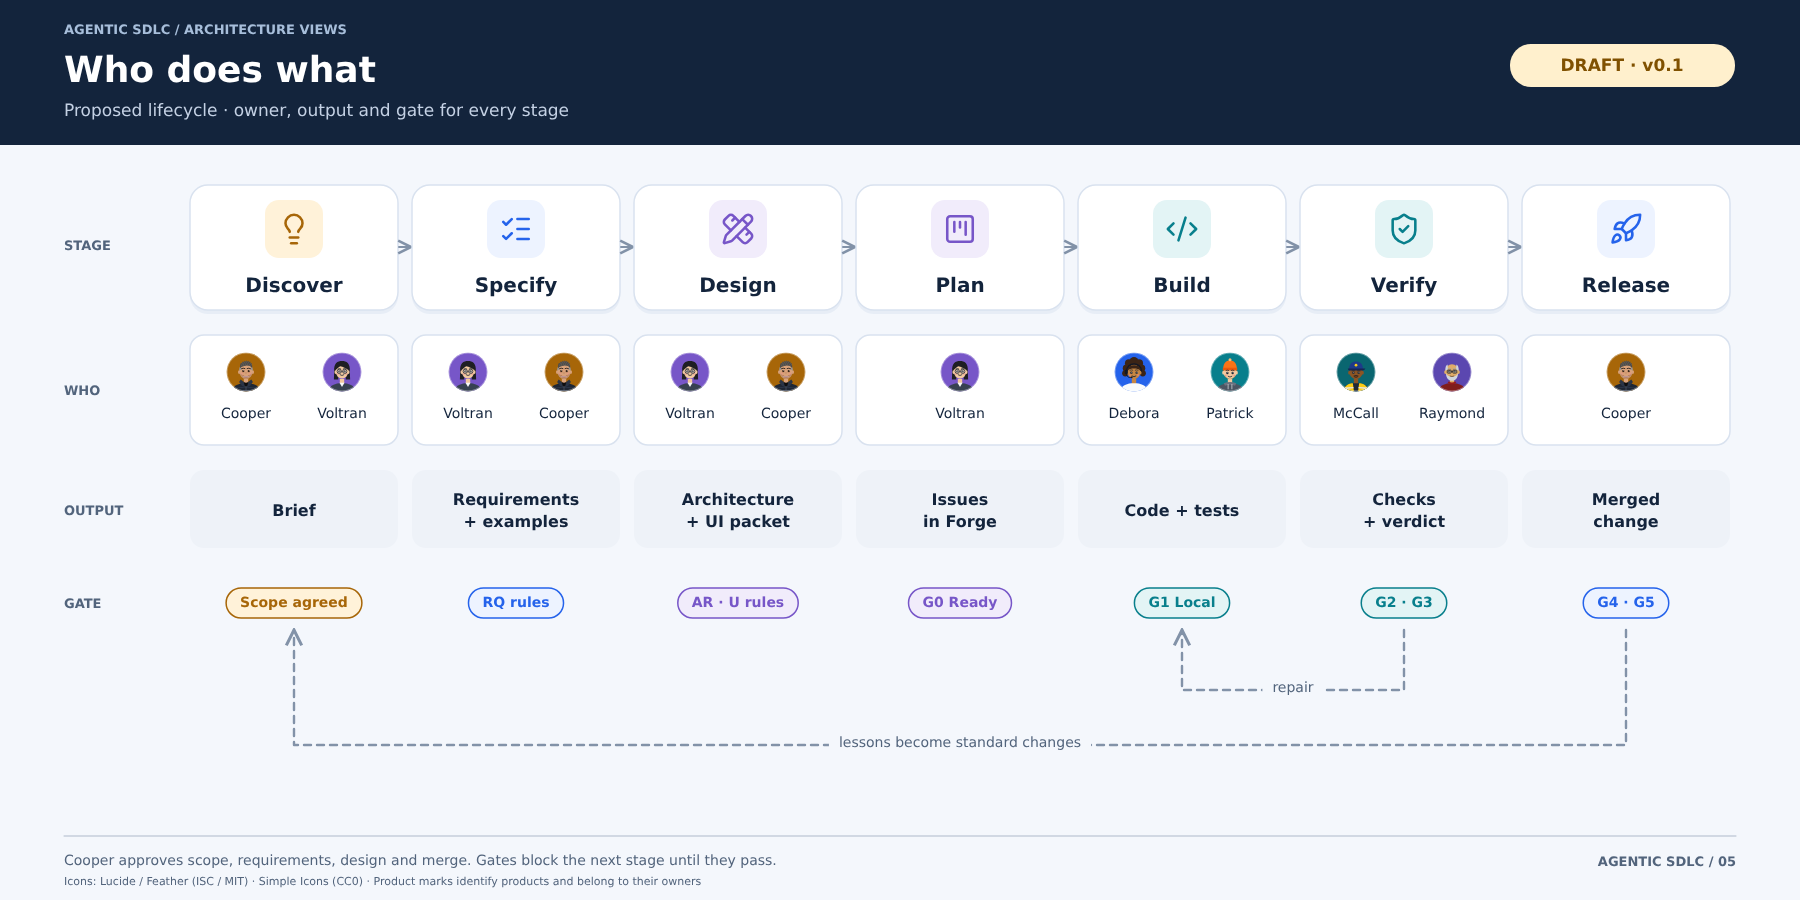 AGENTIC SDLC / ARCHITECTURE VIEWS
Who does what
Proposed lifecycle · owner, output and gate for every stage
DRAFT · v0.1
STAGE
Discover
Specify
Design
Plan
Build
Verify
Release
WHO
Cooper
Voltran
Voltran
Cooper
Voltran
Cooper
Voltran
Debora
Patrick
McCall
Raymond
Cooper
OUTPUT
Brief
Requirements
+ examples
Architecture
+ UI packet
Issues
in Forge
Code + tests
Checks
+ verdict
Merged
change
GATE
Scope agreed
RQ rules
AR · U rules
G0 Ready
G1 Local
G2 · G3
G4 · G5
repair
lessons become standard changes
Cooper approves scope, requirements, design and merge. Gates block the next stage until they pass.
Icons: Lucide / Feather (ISC / MIT) · Simple Icons (CC0) · Product marks identify products and belong to their owners
AGENTIC SDLC / 05